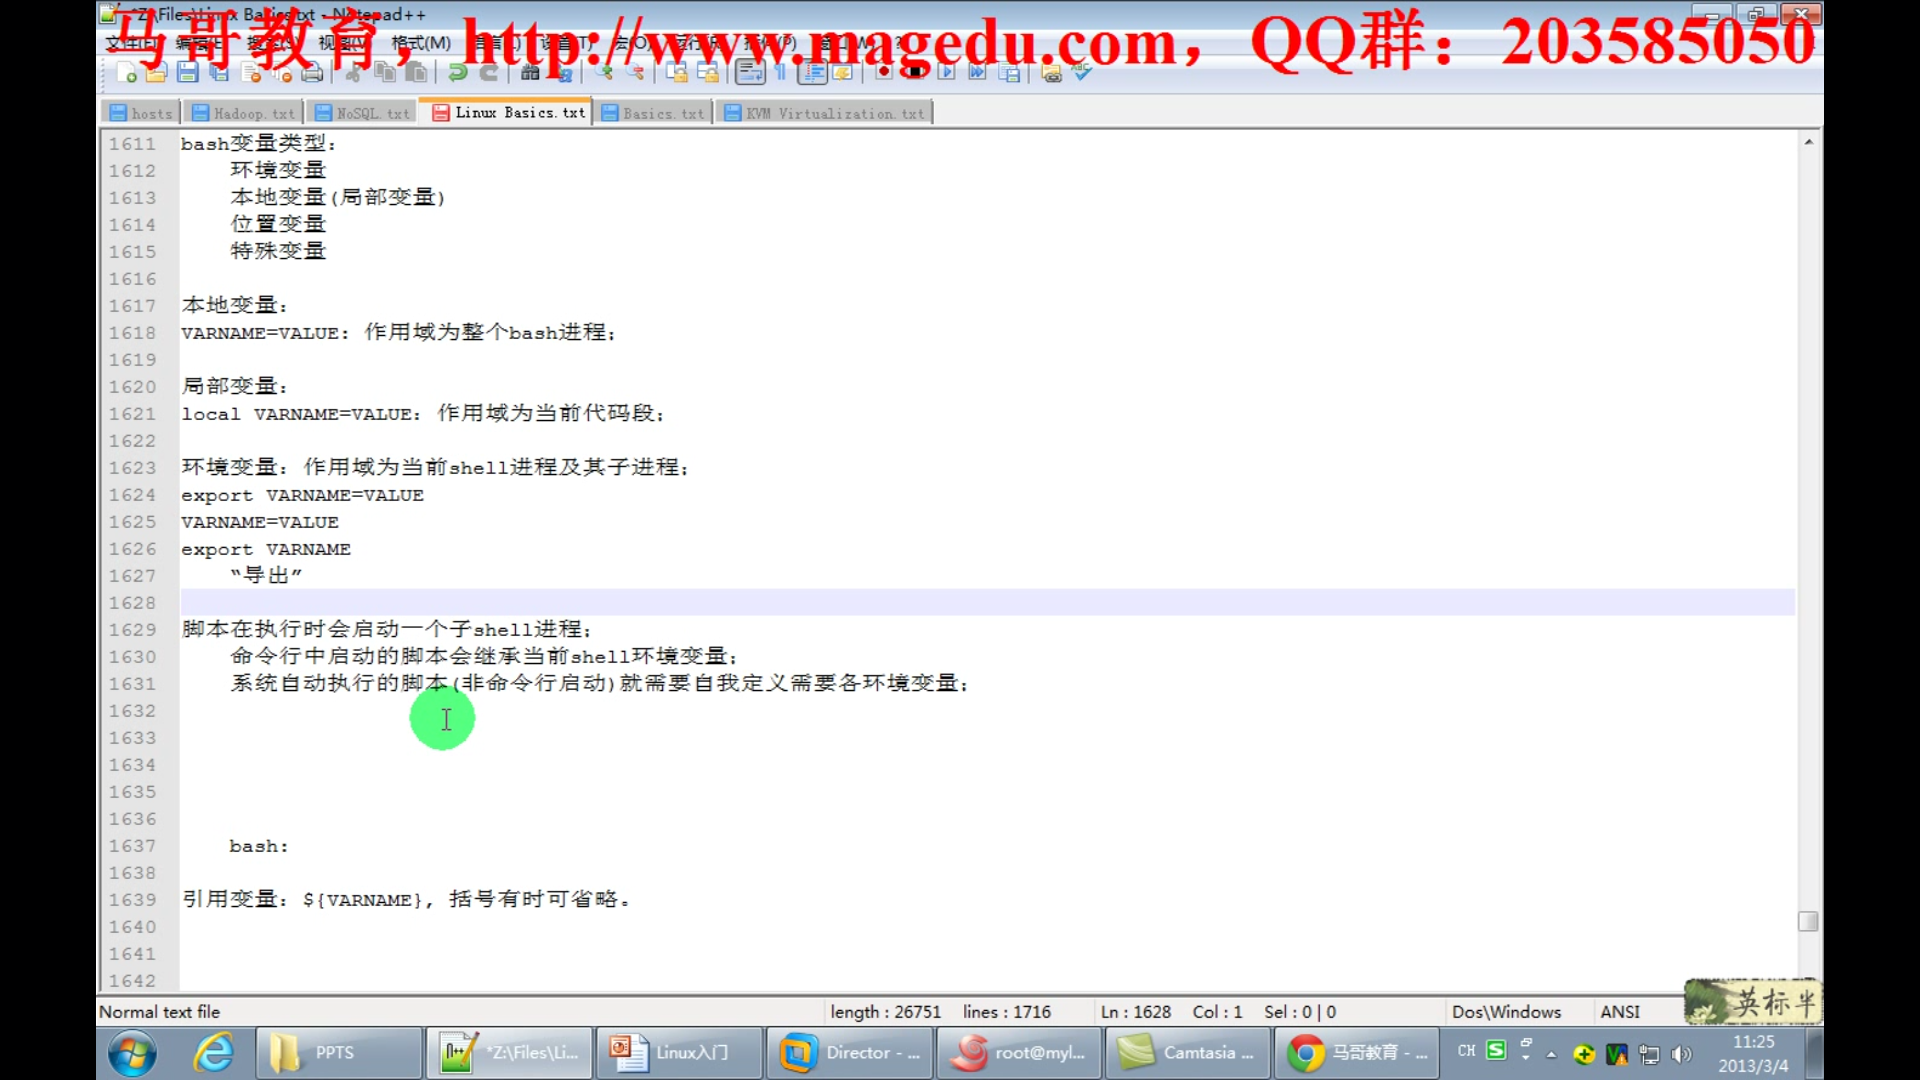 *Z:\Files\Linux Basics.txt - Notepad++
马哥教育，http://www.magedu.com，QQ群：203585050
hosts Hadoop.txt NoSQL.txt Linux Basics.txt Basics.txt KVM Virtualization.txt
1611 bash变量类型：
1612 环境变量
1613 本地变量(局部变量)
1614 位置变量
1615 特殊变量
1616
1617 本地变量：
1618 VARNAME=VALUE: 作用域为整个bash进程；
1619
1620 局部变量：
1621 local VARNAME=VALUE：作用域为当前代码段；
1622
1623 环境变量：作用域为当前shell进程及其子进程；
1624 export VARNAME=VALUE
1625 VARNAME=VALUE
1626 export VARNAME
1627 “导出”
1628
1629 脚本在执行时会启动一个子shell进程；
1630 命令行中启动的脚本会继承当前shell环境变量；
1631 系统自动执行的脚本(非命令行启动)就需要自我定义需要各环境变量；
1632
1633
1634
1635
1636
1637 bash:
1638
1639 引用变量：${VARNAME}, 括号有时可省略。
1640
1641
1642
Normal text file length : 26751 lines : 1716 Ln : 1628 Col : 1 Sel : 0 | 0 Dos\Windows ANSI
英标半
PPTS *Z:\Files\Li... Linux入门 Director - ... root@myl... Camtasia ... 马哥教育 - ... CH 11:25
2013/3/4